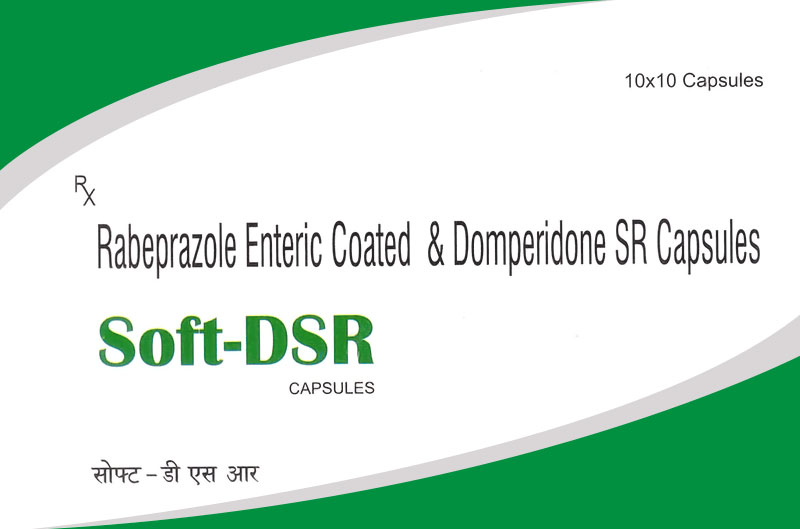 10x10 Capsules
Rx
Rabeprazole Enteric Coated & Domperidone SR Capsules
Soft-DSR
CAPSULES
सोफ्ट - डी एस आर